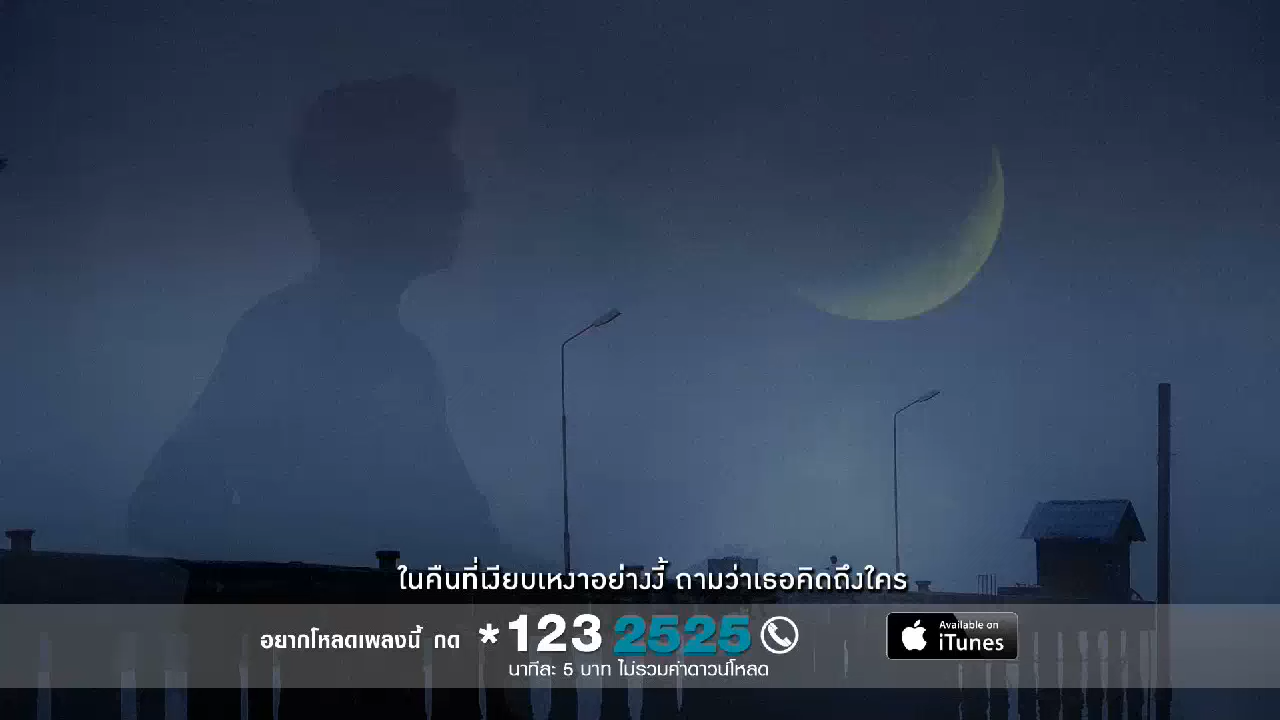 ในคืนที่เงียบเหงาอย่างงี้ ถามว่าเธอคิดถึงใคร
อยากโหลดเพลงนี้ กด *123 2525
นาทีละ 5 บาท ไม่รวมค่าดาวน์โหลด
Available on
iTunes